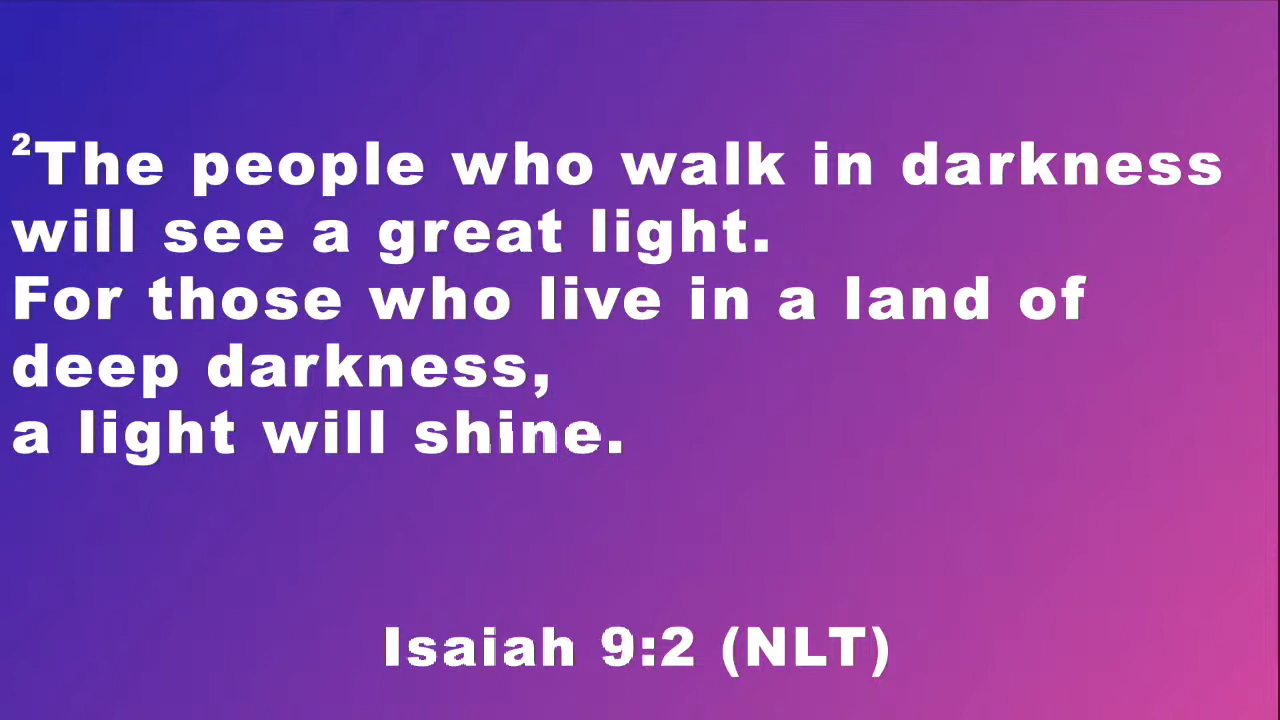 ²The people who walk in darkness
will see a great light.
For those who live in a land of
deep darkness,
a light will shine.
Isaiah 9:2 (NLT)